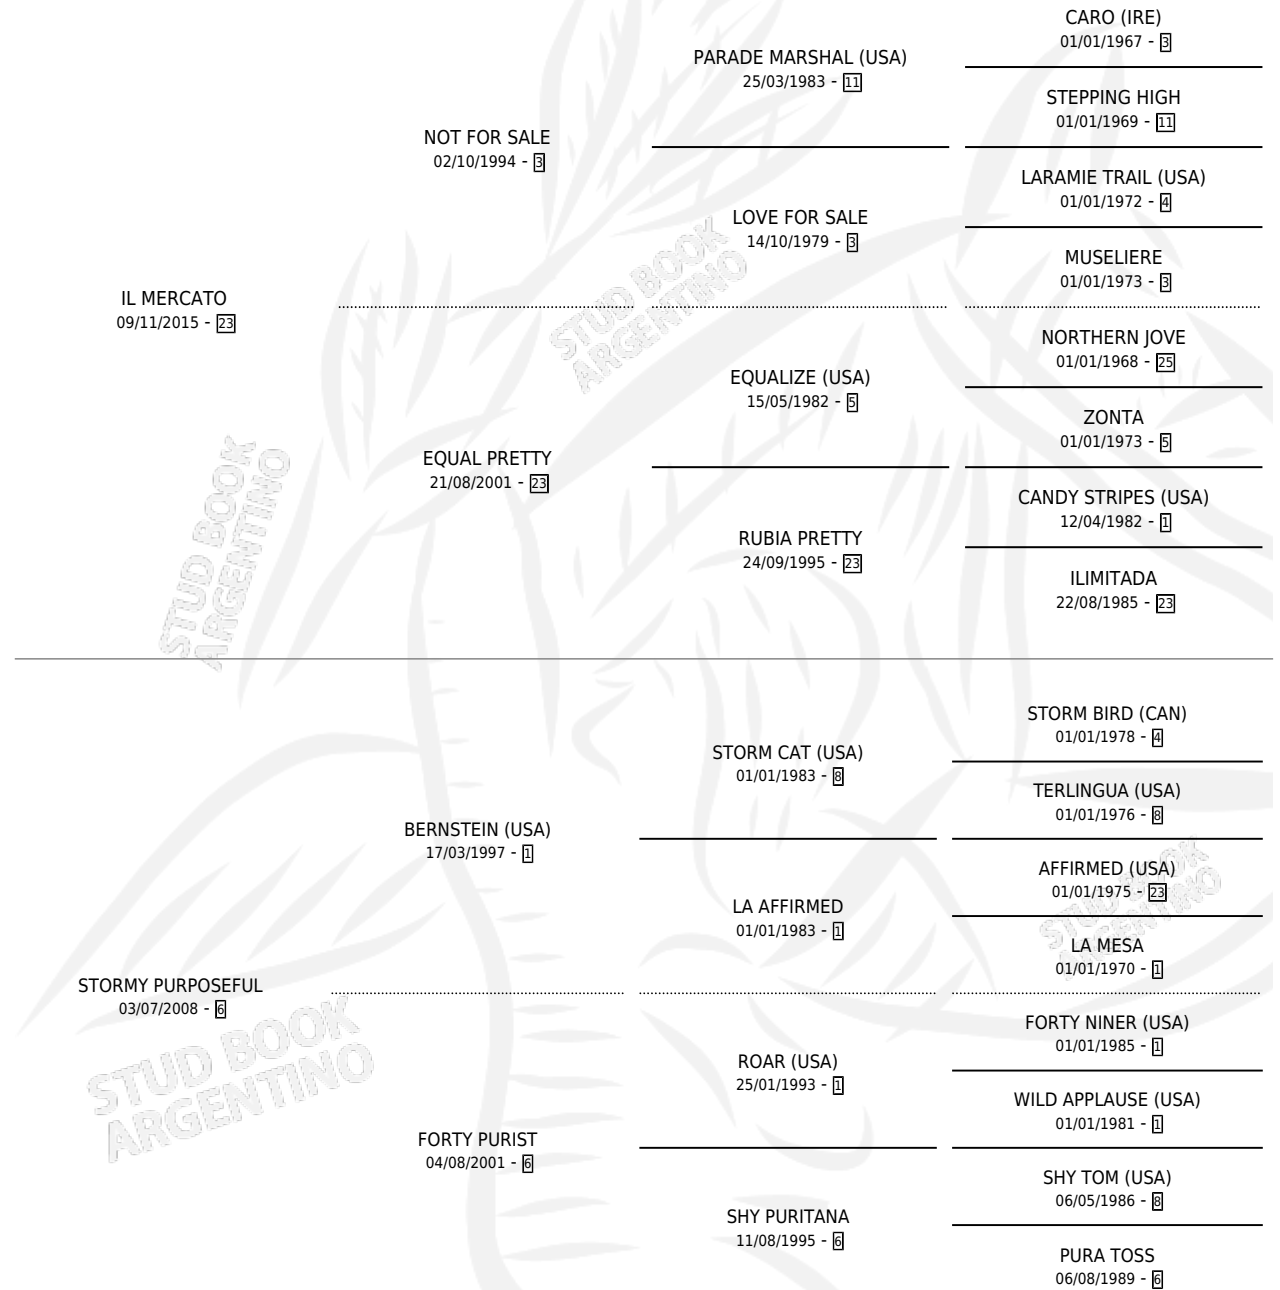 CARO (IRE)
01/01/1967 - 3
PARADE MARSHAL (USA)
25/03/1983 - 11
STEPPING HIGH
01/01/1969 - 11
NOT FOR SALE
02/10/1994 - 3
LARAMIE TRAIL (USA)
01/01/1972 - 4
LOVE FOR SALE
14/10/1979 - 3
MUSELIERE
01/01/1973 - 3
IL MERCATO
09/11/2015 - 23
NORTHERN JOVE
01/01/1968 - 25
EQUALIZE (USA)
15/05/1982 - 5
ZONTA
01/01/1973 - 5
EQUAL PRETTY
21/08/2001 - 23
CANDY STRIPES (USA)
12/04/1982 - 1
RUBIA PRETTY
24/09/1995 - 23
ILIMITADA
22/08/1985 - 23
STORM BIRD (CAN)
01/01/1978 - 4
STORM CAT (USA)
01/01/1983 - 8
TERLINGUA (USA)
01/01/1976 - 8
BERNSTEIN (USA)
17/03/1997 - 1
AFFIRMED (USA)
01/01/1975 - 23
LA AFFIRMED
01/01/1983 - 1
LA MESA
01/01/1970 - 1
STORMY PURPOSEFUL
03/07/2008 - 6
FORTY NINER (USA)
01/01/1985 - 1
ROAR (USA)
25/01/1993 - 1
WILD APPLAUSE (USA)
01/01/1981 - 1
FORTY PURIST
04/08/2001 - 6
SHY TOM (USA)
06/05/1986 - 8
SHY PURITANA
11/08/1995 - 6
PURA TOSS
06/08/1989 - 6
STUD BOOK
ARGENTINO
STUD BOOK
ARGENTINO
STUD BOOK
ARGENTINO
STUD BOOK
ARGENTINO